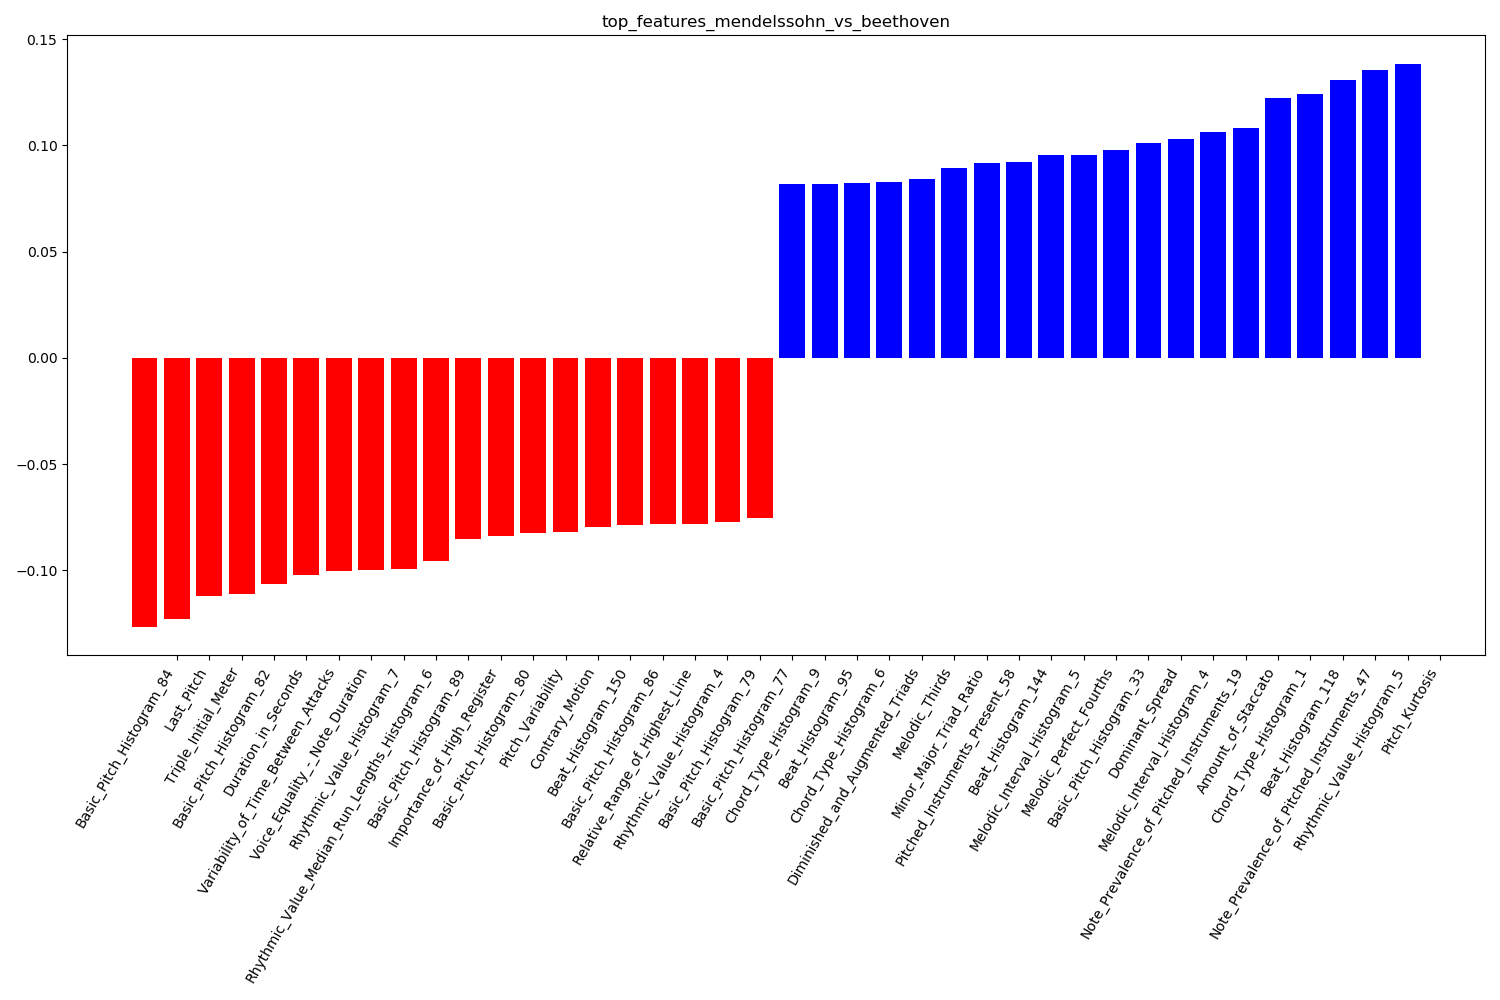 top_features_mendelssohn_vs_beethoven
0.15
0.10
0.05
0.00
−0.05
−0.10
Basic_Pitch_Histogram_84
Last_Pitch
Triple_Initial_Meter
Basic_Pitch_Histogram_82
Duration_in_Seconds
Variability_of_Time_Between_Attacks
Voice_Equality_-_Note_Duration
Rhythmic_Value_Histogram_7
Rhythmic_Value_Median_Run_Lengths_Histogram_6
Basic_Pitch_Histogram_89
Importance_of_High_Register
Basic_Pitch_Histogram_80
Pitch_Variability
Contrary_Motion
Beat_Histogram_150
Basic_Pitch_Histogram_86
Relative_Range_of_Highest_Line
Rhythmic_Value_Histogram_4
Basic_Pitch_Histogram_79
Basic_Pitch_Histogram_77
Chord_Type_Histogram_9
Beat_Histogram_95
Chord_Type_Histogram_6
Diminished_and_Augmented_Triads
Melodic_Thirds
Minor_Major_Triad_Ratio
Pitched_Instruments_Present_58
Beat_Histogram_144
Melodic_Interval_Histogram_5
Melodic_Perfect_Fourths
Basic_Pitch_Histogram_33
Dominant_Spread
Melodic_Interval_Histogram_4
Note_Prevalence_of_Pitched_Instruments_19
Amount_of_Staccato
Chord_Type_Histogram_1
Beat_Histogram_118
Note_Prevalence_of_Pitched_Instruments_47
Rhythmic_Value_Histogram_5
Pitch_Kurtosis